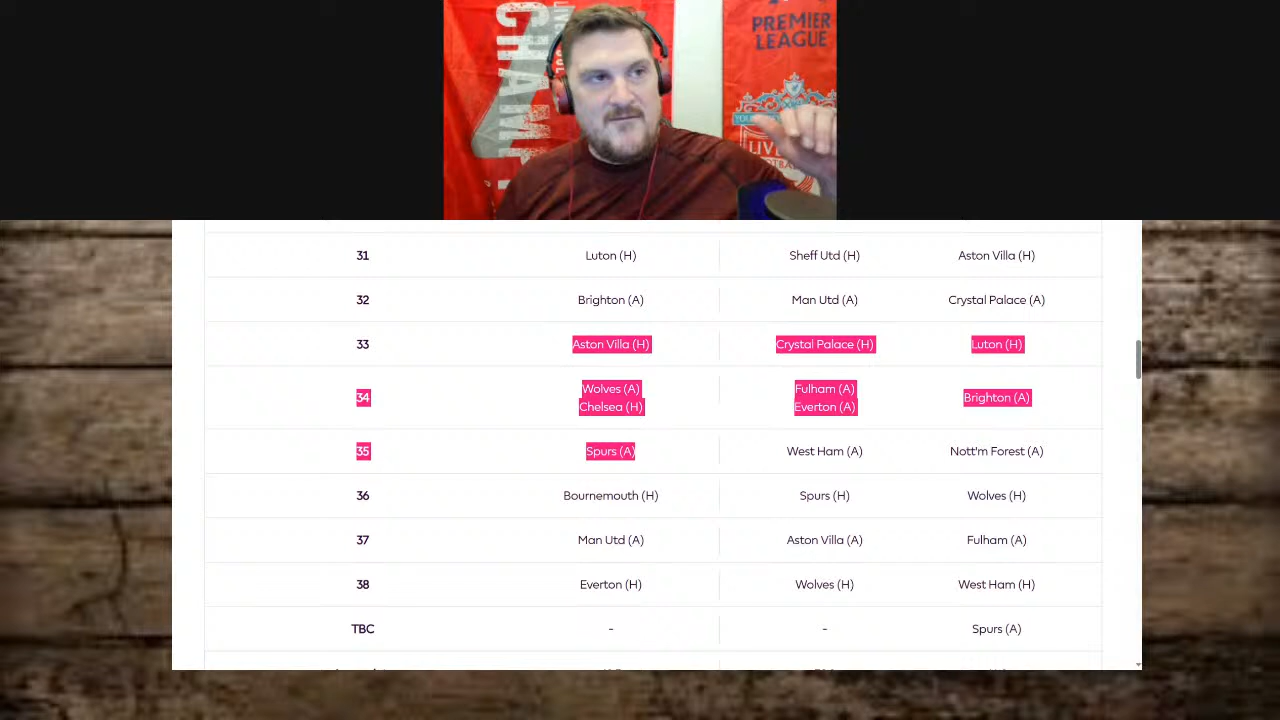 PREMIER
LEAGUE
CHAMP
LIV
31 Luton (H) Sheff Utd (H) Aston Villa (H)
32 Brighton (A) Man Utd (A) Crystal Palace (A)
33 Aston Villa (H) Crystal Palace (H) Luton (H)
34 Wolves (A) Fulham (A) Brighton (A)
Chelsea (H) Everton (A)
35 Spurs (A) West Ham (A) Nott'm Forest (A)
36 Bournemouth (H) Spurs (H) Wolves (H)
37 Man Utd (A) Aston Villa (A) Fulham (A)
38 Everton (H) Wolves (H) West Ham (H)
TBC - - Spurs (A)